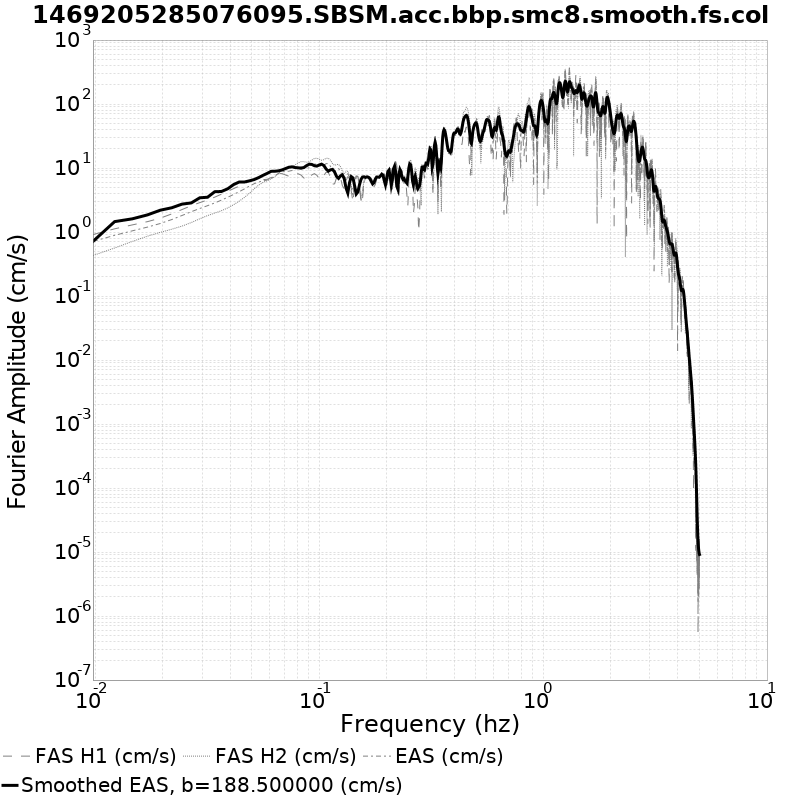 1469205285076095.SBSM.acc.bbp.smc8.smooth.fs.col
10^3
10^2
10^1
10^0
10^-1
10^-2
10^-3
10^-4
10^-5
10^-6
10^-7
Fourier Amplitude (cm/s)
10^-2 10^-1 10^0 10^1
Frequency (hz)
FAS H1 (cm/s) FAS H2 (cm/s) EAS (cm/s)
Smoothed EAS, b=188.500000 (cm/s)